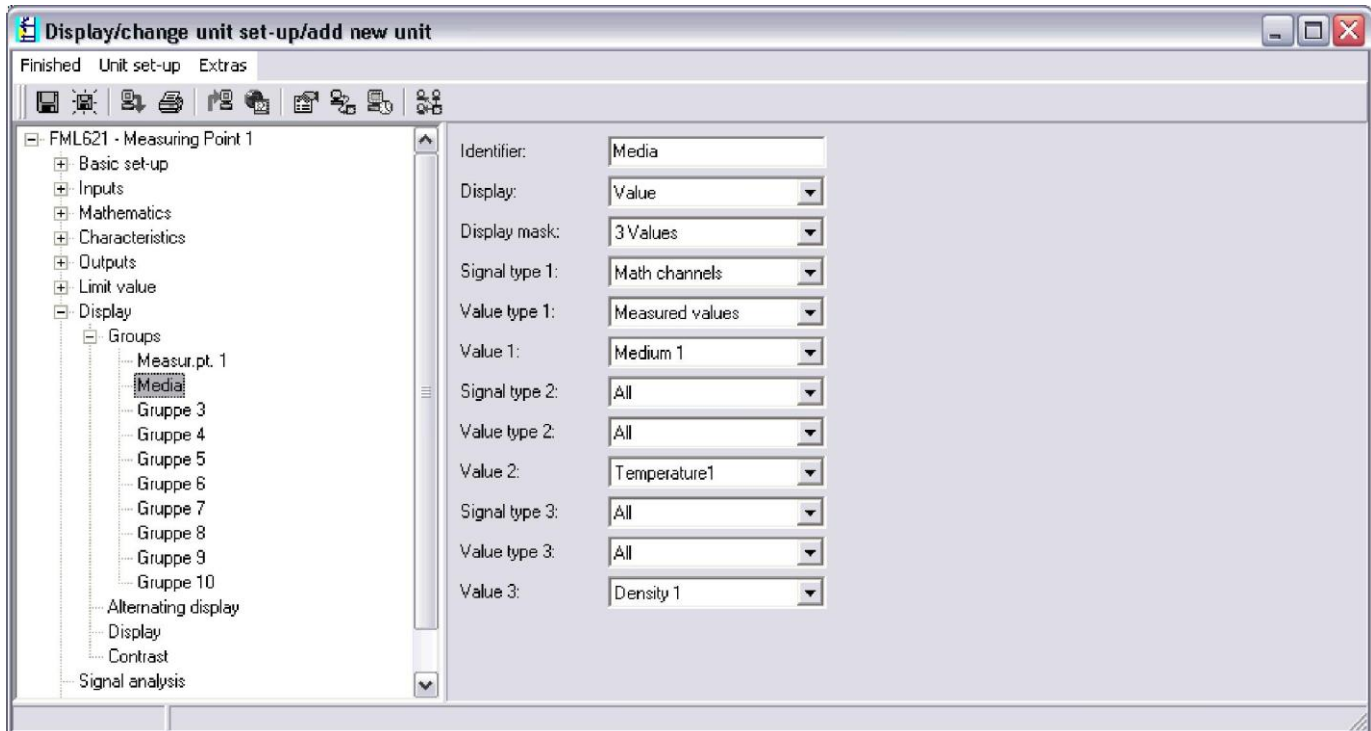 Display/change unit set-up/add new unit
Finished Unit set-up Extras
FML621 - Measuring Point 1
Basic set-up
Inputs
Mathematics
Characteristics
Outputs
Limit value
Display
Groups
Measur.pt. 1
Media
Gruppe 3
Gruppe 4
Gruppe 5
Gruppe 6
Gruppe 7
Gruppe 8
Gruppe 9
Gruppe 10
Alternating display
Display
Contrast
Signal analysis
Identifier: Media
Display: Value
Display mask: 3 Values
Signal type 1: Math channels
Value type 1: Measured values
Value 1: Medium 1
Signal type 2: All
Value type 2: All
Value 2: Temperature1
Signal type 3: All
Value type 3: All
Value 3: Density 1